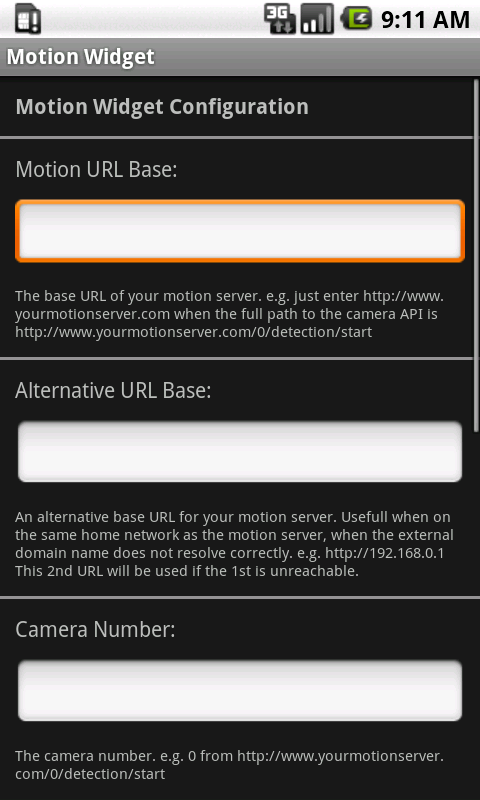 3G
9:11 AM
Motion Widget
Motion Widget Configuration
Motion URL Base:
The base URL of your motion server. e.g. just enter http://www.
yourmotionserver.com when the full path to the camera API is
http://www.yourmotionserver.com/0/detection/start
Alternative URL Base:
An alternative base URL for your motion server. Usefull when on
the same home network as the motion server, when the external
domain name does not resolve correctly. e.g. http://192.168.0.1
This 2nd URL will be used if the 1st is unreachable.
Camera Number:
The camera number. e.g. 0 from http://www.yourmotionserver.
com/0/detection/start